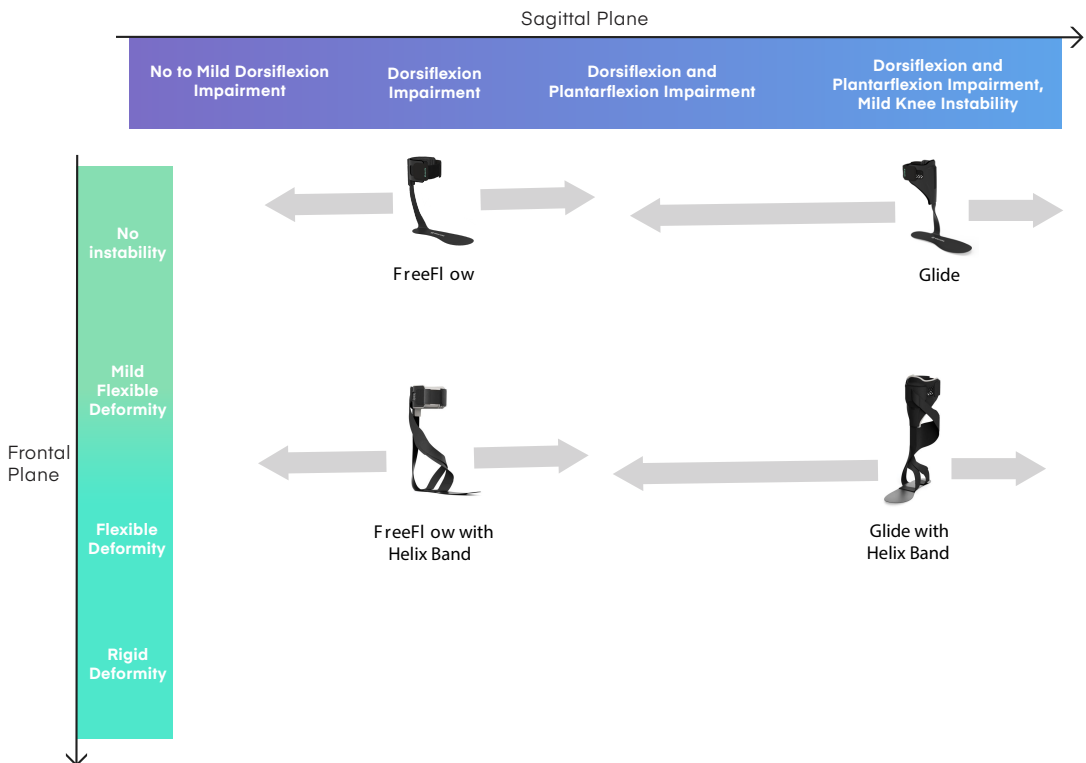 Sagittal Plane
No to Mild Dorsiflexion
Impairment
Dorsiflexion
Impairment
Dorsiflexion and
Plantarflexion Impairment
Dorsiflexion and
Plantarflexion Impairment,
Mild Knee Instability
No
instability
FreeFl ow
Glide
Mild
Flexible
Deformity
Frontal
Plane
FreeFl ow with
Helix Band
Glide with
Helix Band
Flexible
Deformity
Rigid
Deformity